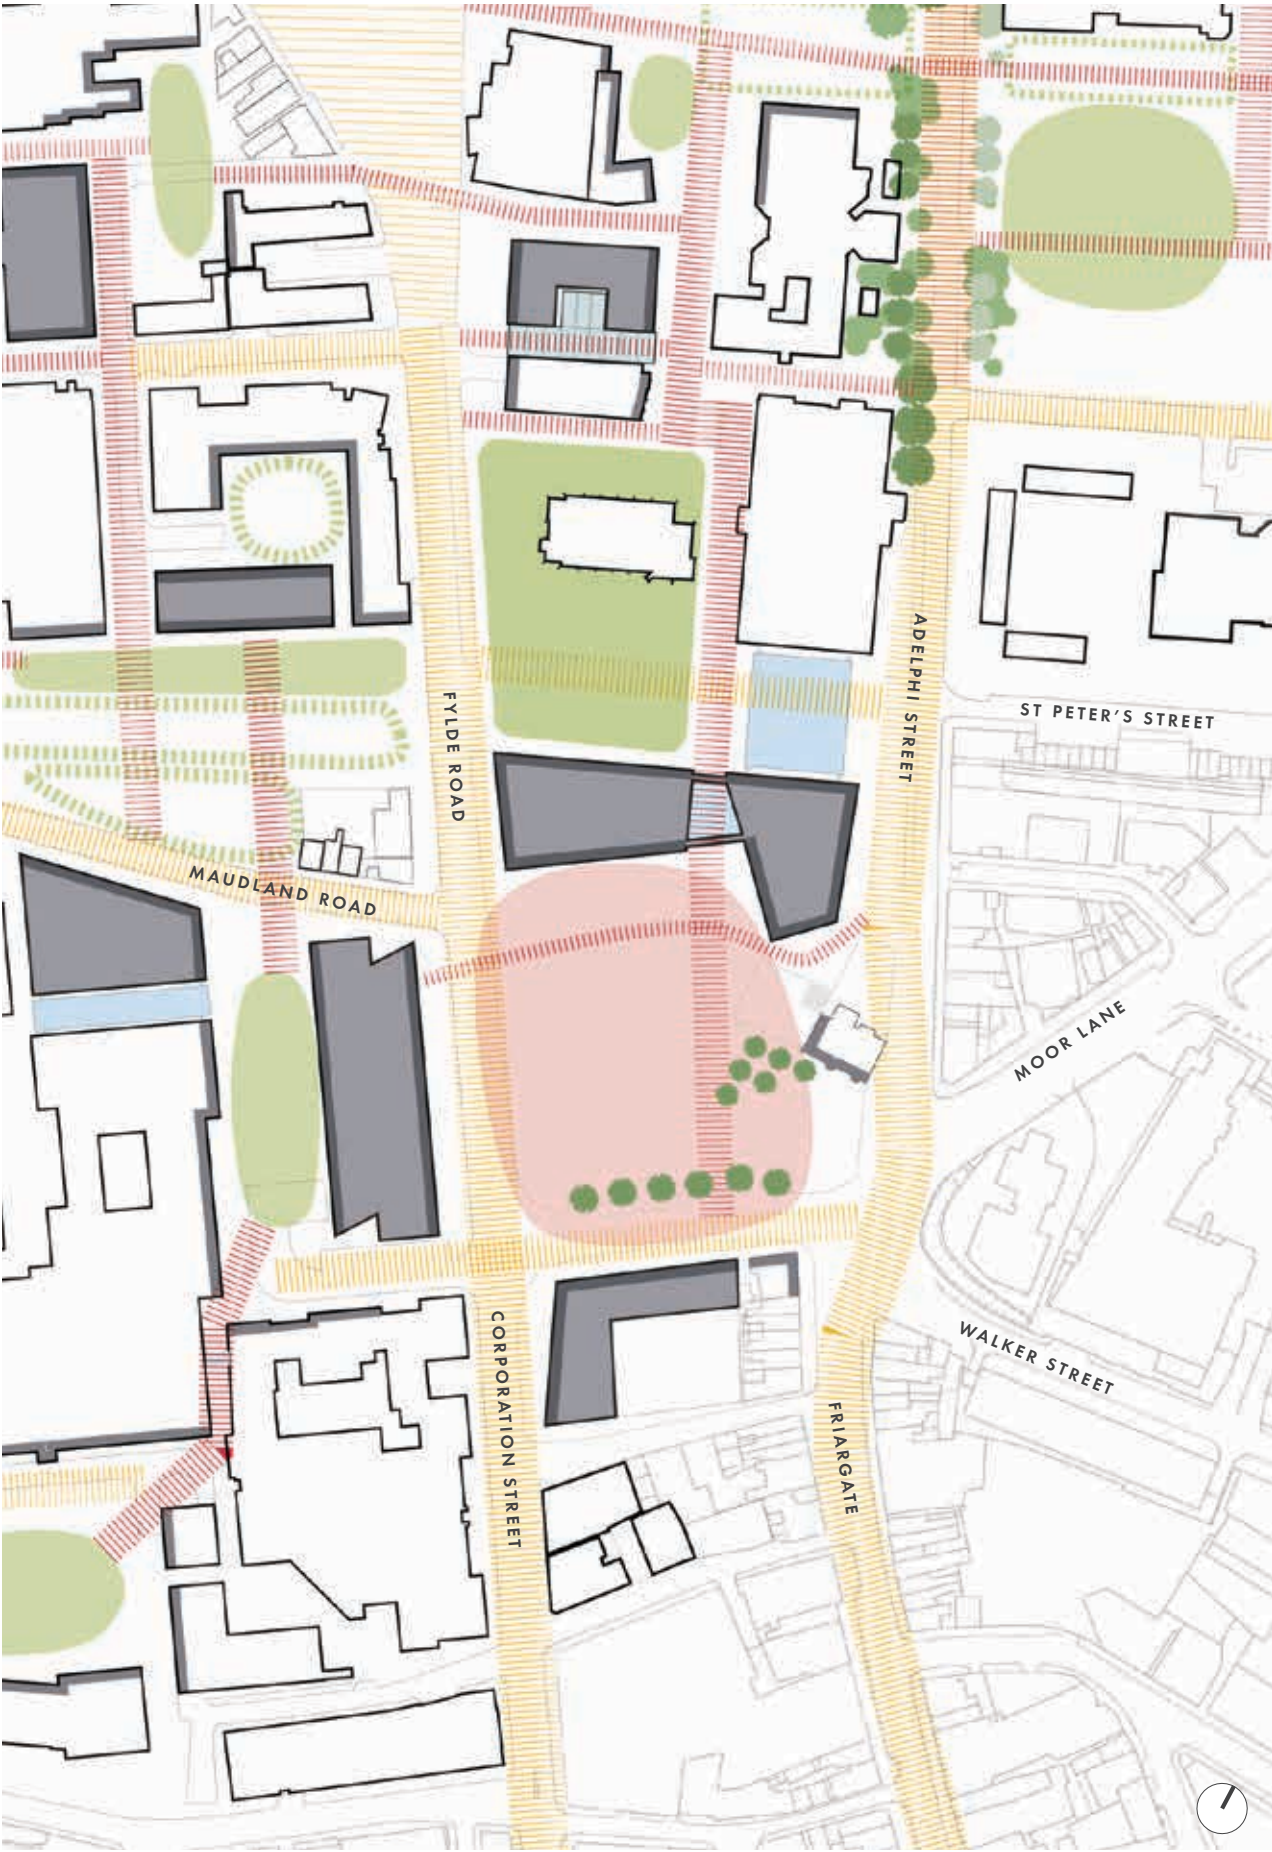 ADELPHI STREET
FYLDE ROAD
ST PETER'S STREET
MAUDLAND ROAD
MOOR LANE
CORPORATION STREET
WALKER STREET
FRIARGATE